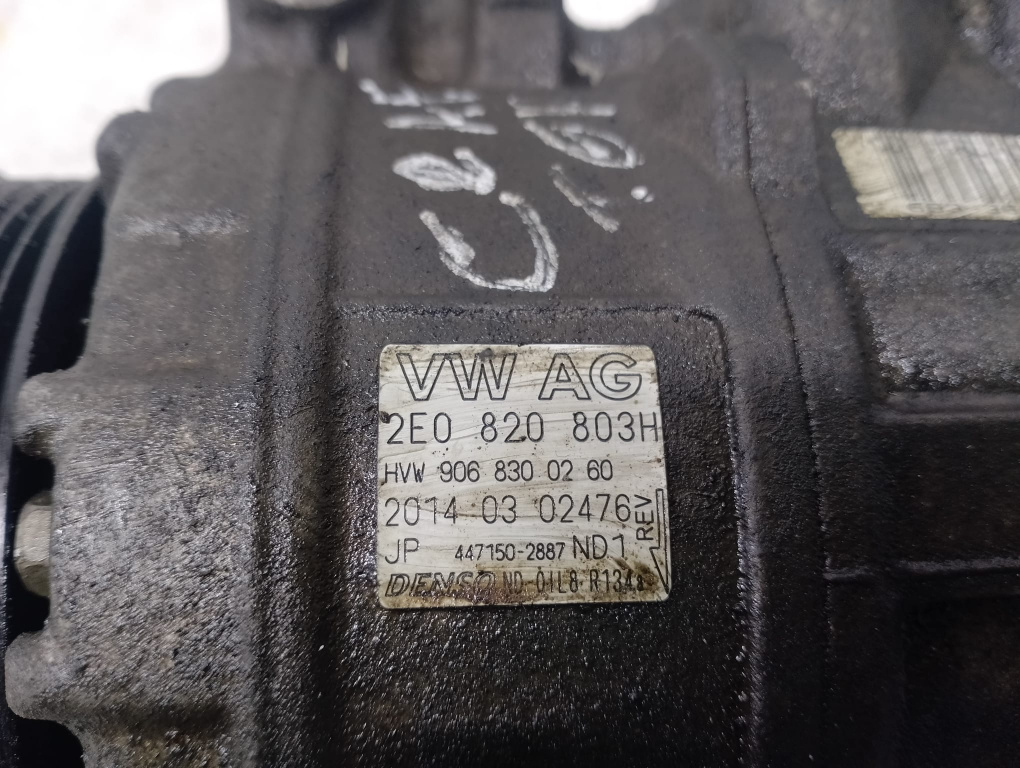 VW AG
2E0 820 803H
HVW 906 830 02 60
2014 03 02476
REV
JP 447150-2887 ND1
DENSO ND OIL8 R134a